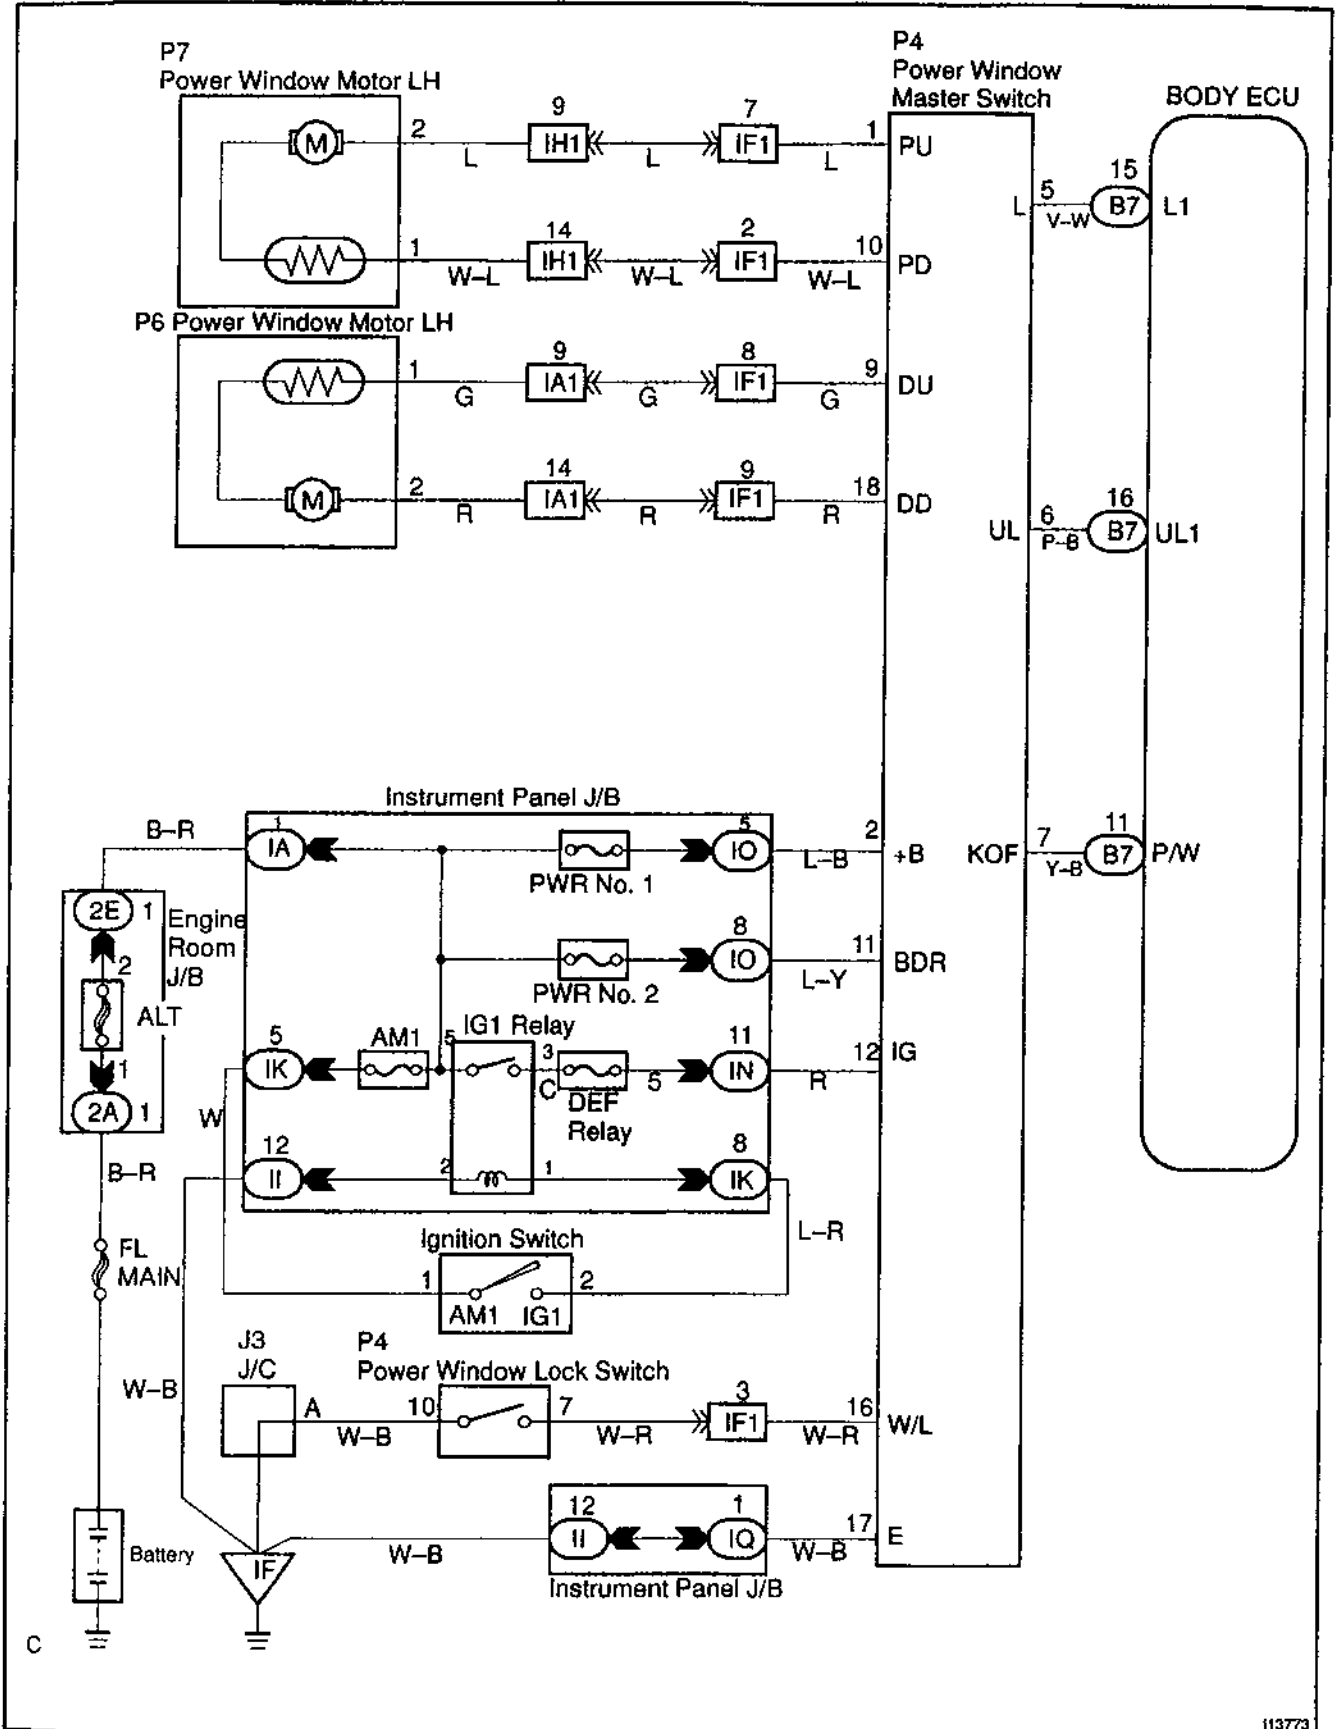 P7
Power Window Motor LH
P4
Power Window
Master Switch
BODY ECU
M
2
L
9
IH1
L
7
IF1
L
1
PU
L
5
V–W
15
B7
L1
1
W–L
14
IH1
W–L
2
IF1
W–L
10
PD
P6 Power Window Motor LH
1
G
9
IA1
G
8
IF1
G
9
DU
M
2
R
14
IA1
R
9
IF1
R
18
DD
UL
6
P–B
16
B7
UL1
Instrument Panel J/B
B–R
1
IA
PWR No. 1
5
IO
L–B
2
+B
KOF
7
Y–B
11
B7
P/W
2E
1
Engine
Room
J/B
2
ALT
1
2A
1
PWR No. 2
8
IO
L–Y
11
BDR
5
IK
AM1
5
IG1 Relay
3
C
DEF
Relay
5
11
IN
R
12
IG
W
12
II
2
1
8
IK
B–R
L–R
FL
MAIN
Ignition Switch
1
AM1
IG1
2
J3
J/C
P4
Power Window Lock Switch
W–B
A
W–B
10
7
W–R
3
IF1
W–R
16
W/L
Battery
IF
W–B
12
II
1
IQ
W–B
17
E
Instrument Panel J/B
C
I13773